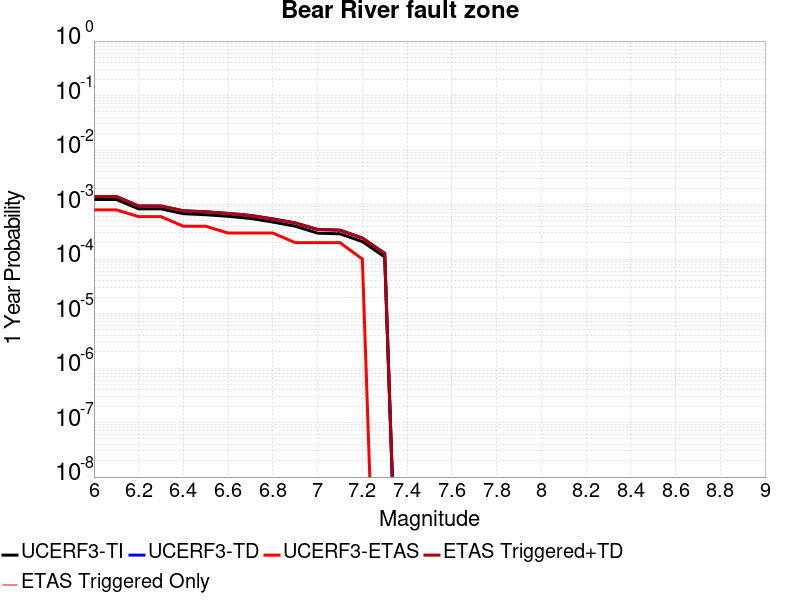 Bear River fault zone
10^0
10^-1
10^-2
10^-3
10^-4
10^-5
10^-6
10^-7
10^-8
1 Year Probability
6 6.2 6.4 6.6 6.8 7 7.2 7.4 7.6 7.8 8 8.2 8.4 8.6 8.8 9
Magnitude
UCERF3-TI UCERF3-TD UCERF3-ETAS ETAS Triggered+TD
ETAS Triggered Only